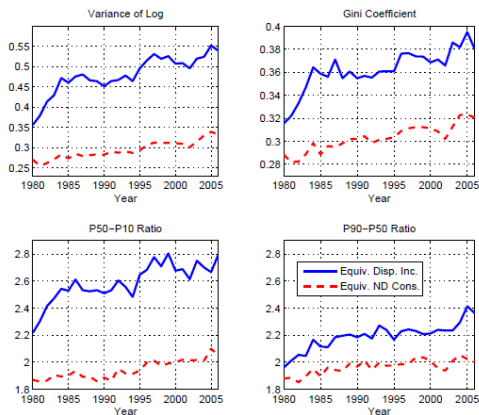 Variance of Log
0.55
0.5
0.45
0.4
0.35
0.3
0.25
1980 1985 1990 1995 2000 2005
Year
Gini Coefficient
0.4
0.38
0.36
0.34
0.32
0.3
0.28
1980 1985 1990 1995 2000 2005
Year
P50-P10 Ratio
2.8
2.6
2.4
2.2
2
1.8
1980 1985 1990 1995 2000 2005
Year
P90-P50 Ratio
2.8
2.6
2.4
2.2
2
1.8
Equiv. Disp. Inc.
Equiv. ND Cons.
1980 1985 1990 1995 2000 2005
Year